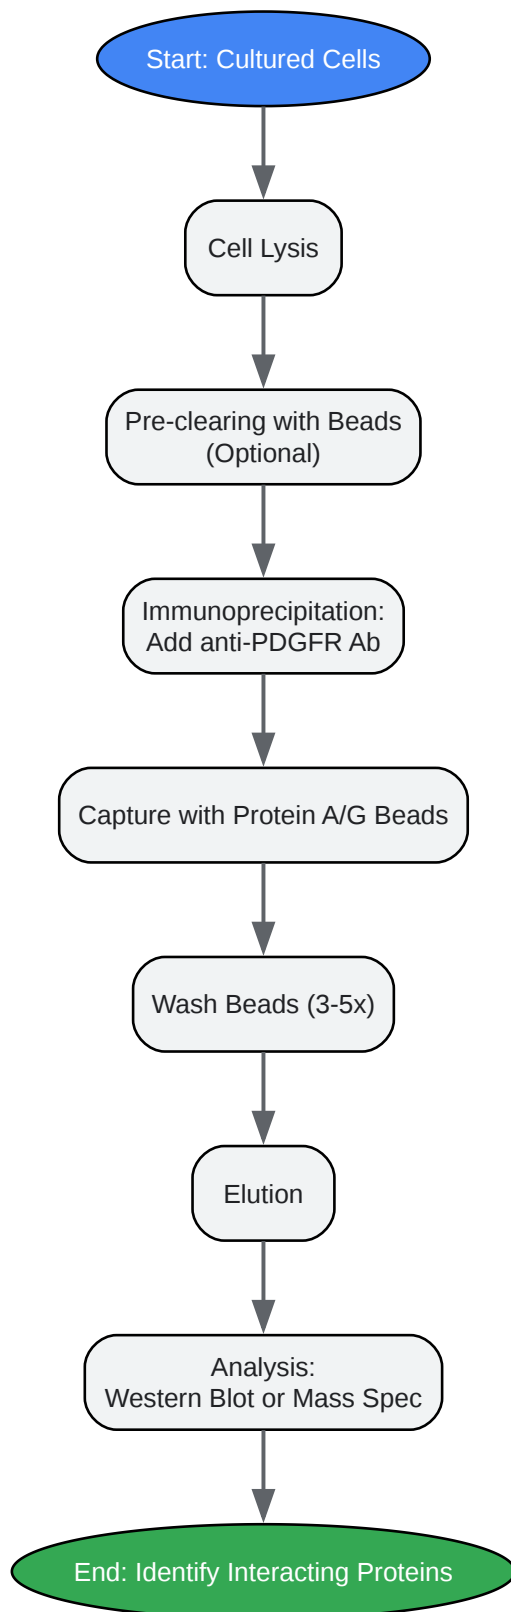 Start: Cultured Cells
Cell Lysis
Pre-clearing with Beads
(Optional)
Immunoprecipitation:
Add anti-PDGFR Ab
Capture with Protein A/G Beads
Wash Beads (3-5x)
Elution
Analysis:
Western Blot or Mass Spec
End: Identify Interacting Proteins